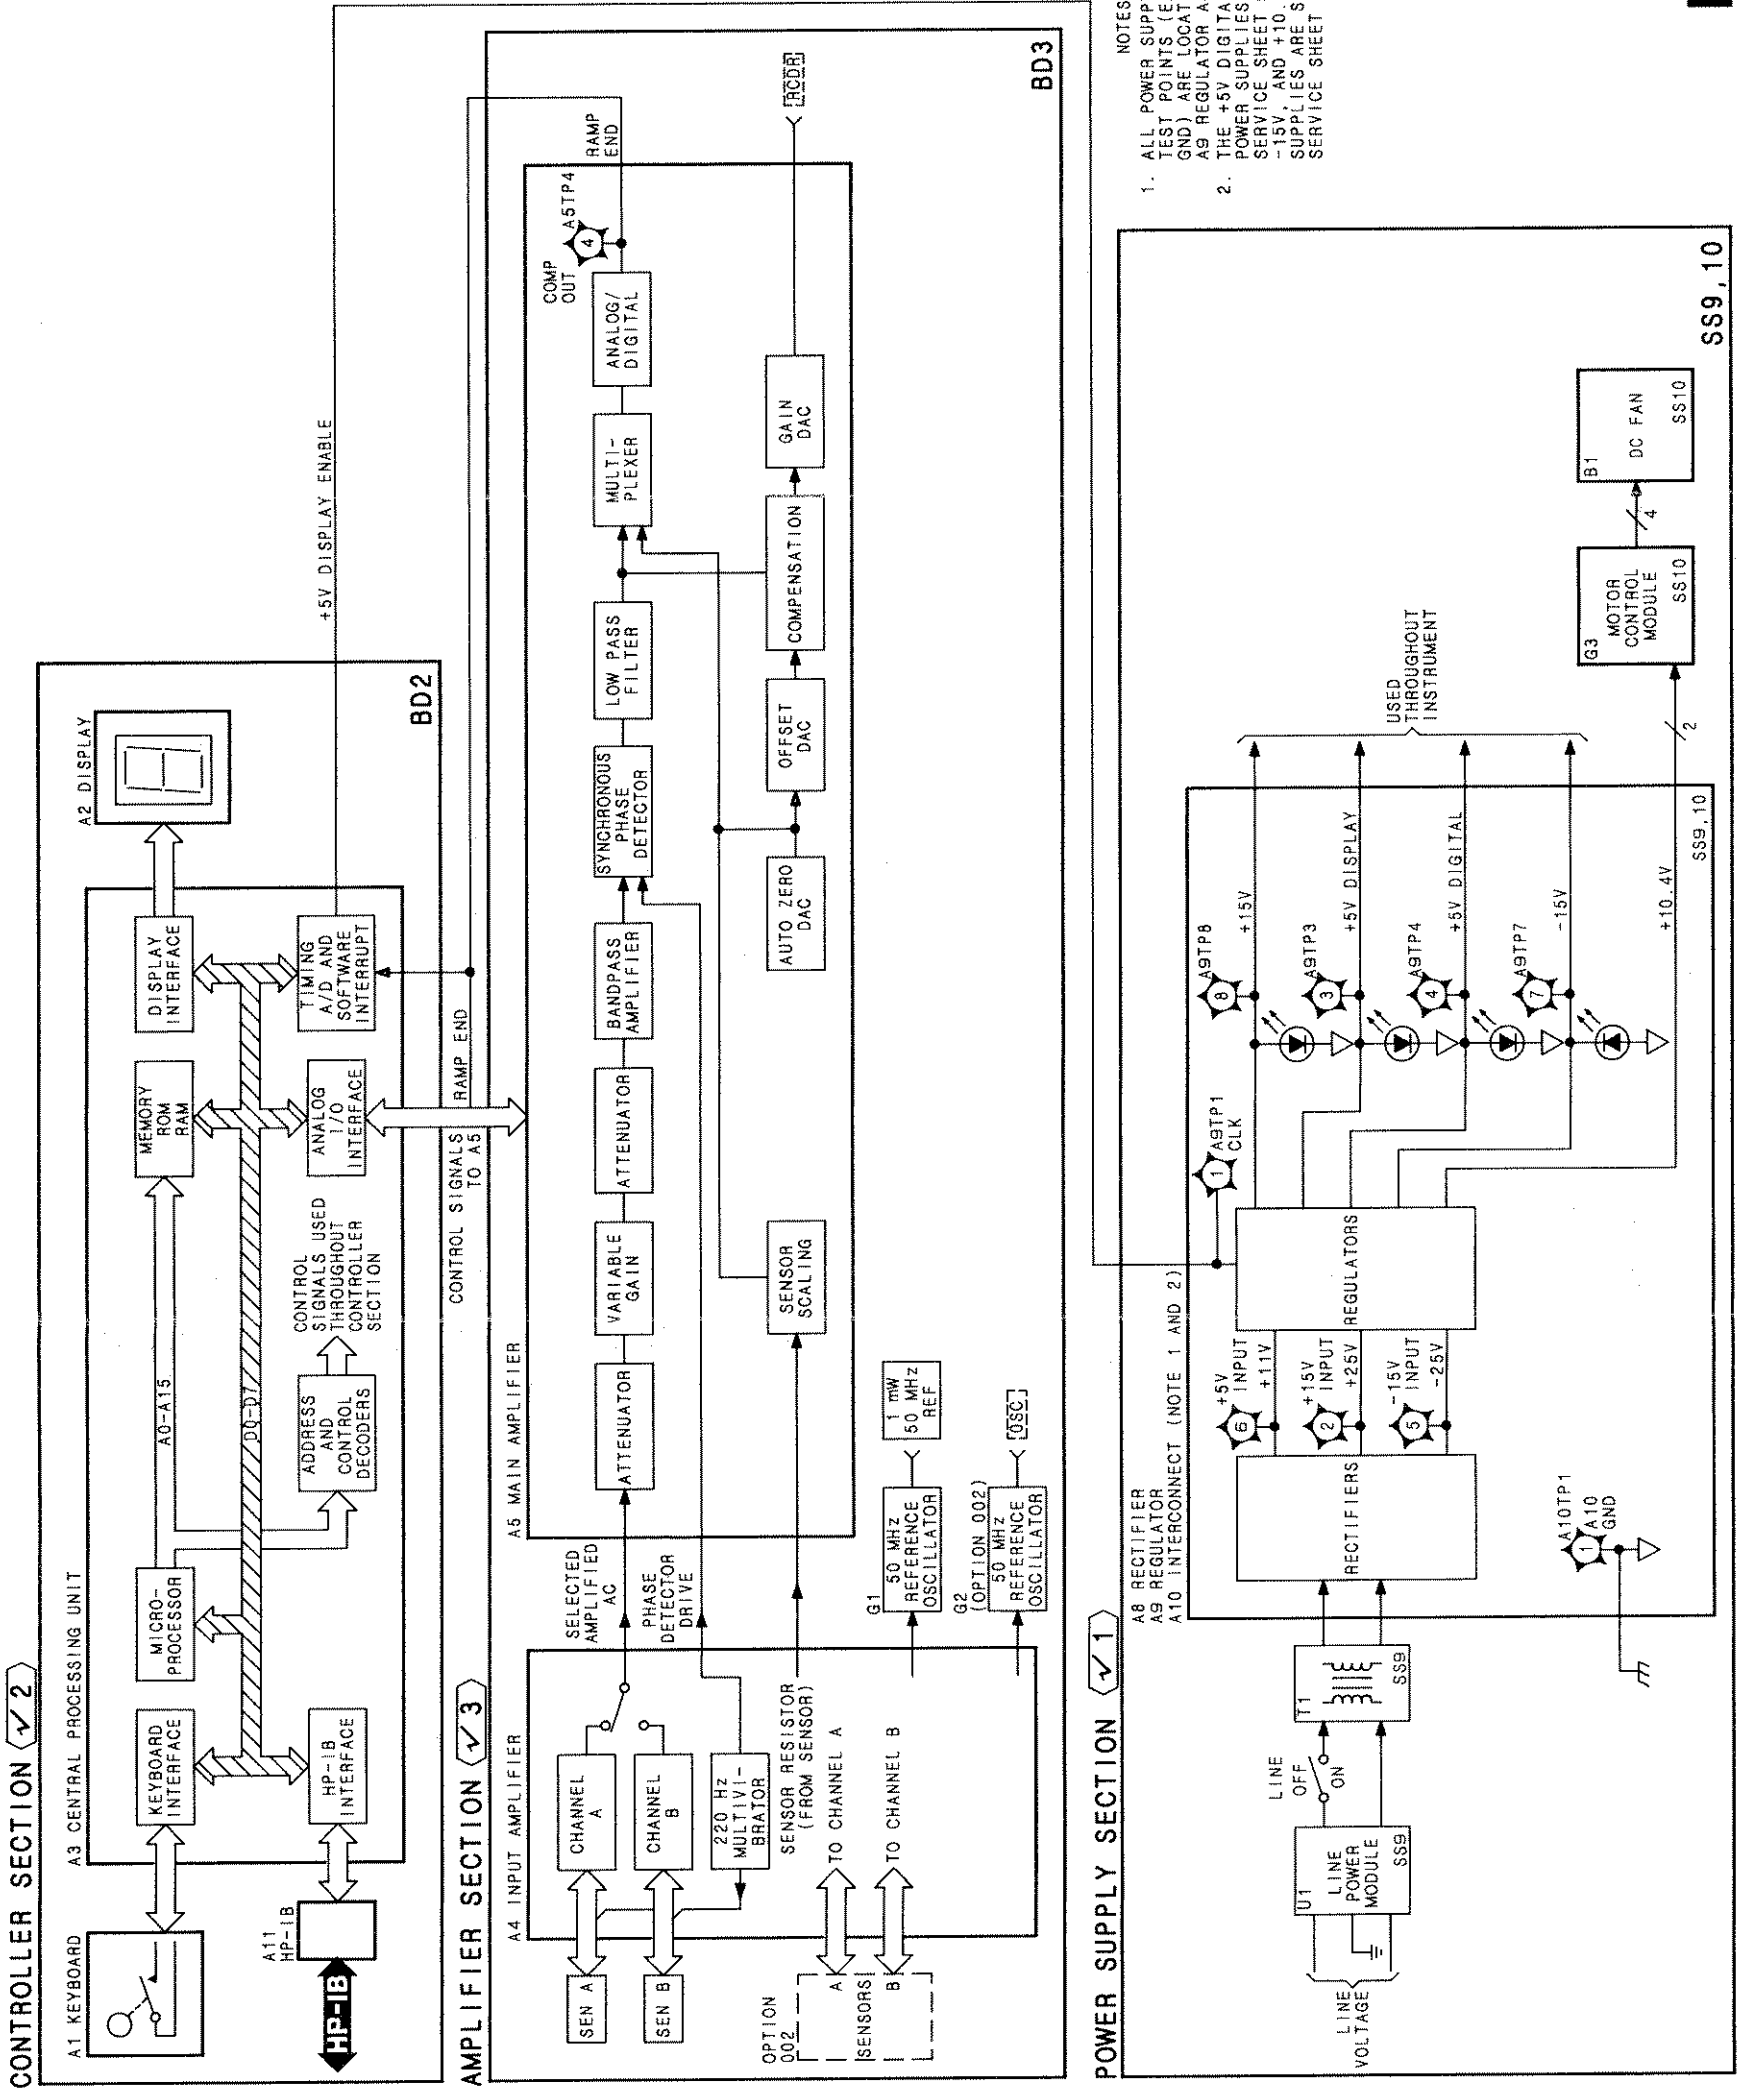 CONTROLLER SECTION ✓ 2
A1 KEYBOARD
A3 CENTRAL PROCESSING UNIT
A2 DISPLAY
KEYBOARD
INTERFACE
MICRO-
PROCESSOR
A0-A15
MEMORY
ROM
RAM
DISPLAY
INTERFACE
D0-D7
A11
HP-IB
HP-IB
HP-IB
INTERFACE
ADDRESS
AND
CONTROL
DECODERS
CONTROL
SIGNALS USED
THROUGHOUT
CONTROLLER
SECTION
ANALOG
I/O
INTERFACE
TIMING
A/D AND
SOFTWARE
INTERRUPT
+5V DISPLAY ENABLE
BD2
CONTROL SIGNALS
TO A5
RAMP END
AMPLIFIER SECTION ✓ 3
A4 INPUT AMPLIFIER
A5 MAIN AMPLIFIER
SEN A
CHANNEL
A
SEN B
CHANNEL
B
220 Hz
MULTIVI-
BRATOR
SELECTED
AMPLIFIED
AC
PHASE
DETECTOR
DRIVE
SENSOR RESISTOR
(FROM SENSOR)
OPTION
002
SENSORS
A
B
TO CHANNEL A
TO CHANNEL B
ATTENUATOR
VARIABLE
GAIN
ATTENUATOR
BANDPASS
AMPLIFIER
SYNCHRONOUS
PHASE
DETECTOR
LOW PASS
FILTER
MULTI-
PLEXER
ANALOG/
DIGITAL
COMP
OUT
4
A5TP4
RAMP
END
SENSOR
SCALING
AUTO ZERO
DAC
OFFSET
DAC
COMPENSATION
GAIN
DAC
RCDR
G1
50 MHz
REFERENCE
OSCILLATOR
1 mW
50 MHz
REF
G2
(OPTION 002)
50 MHz
REFERENCE
OSCILLATOR
OSC
BD3
POWER SUPPLY SECTION ✓ 1
LINE
VOLTAGE
U1
LINE
POWER
MODULE
SS9
LINE
OFF
ON
T1
SS9
A8 RECTIFIER
A9 REGULATOR
A10 INTERCONNECT (NOTE 1 AND 2)
A10TP1
1
A10
GND
RECTIFIERS
6
+5V
INPUT
+11V
2
+15V
INPUT
+25V
5
-15V
INPUT
-25V
REGULATORS
1
A9TP1
CLK
8
A9TP8
+15V
3
A9TP3
+5V DISPLAY
4
A9TP4
+5V DIGITAL
7
A9TP7
-15V
+10.4V
SS9,10
USED
THROUGHOUT
INSTRUMENT
2
G3
MOTOR
CONTROL
MODULE
SS10
4
B1
DC FAN
SS10
SS9,10
NOTES
1. ALL POWER SUPP
TEST POINTS (E
GND) ARE LOCAT
A9 REGULATOR A
2. THE +5V DIGITA
POWER SUPPLIES
SERVICE SHEET
-15V, AND +10.
SUPPLIES ARE S
SERVICE SHEET